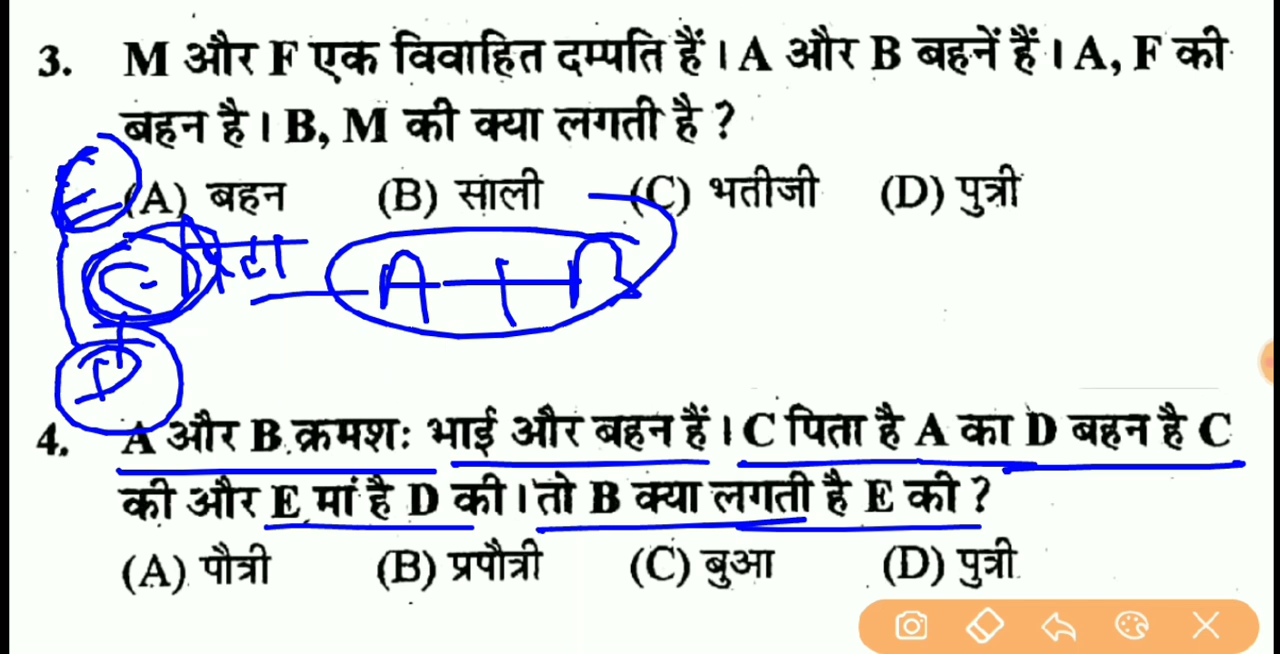 3. M और F एक विवाहित दम्पति हैं। A और B बहनें हैं। A, F की
बहन है। B, M की क्या लगती है ?
(A) बहन (B) साली (C) भतीजी (D) पुत्री
E
C बेटा A B
D
4. A और B क्रमशः भाई और बहन हैं। C पिता है A का D बहन है C
की और E मां है D की। तो B क्या लगती है E की ?
(A) पौत्री (B) प्रपौत्री (C) बुआ (D) पुत्री